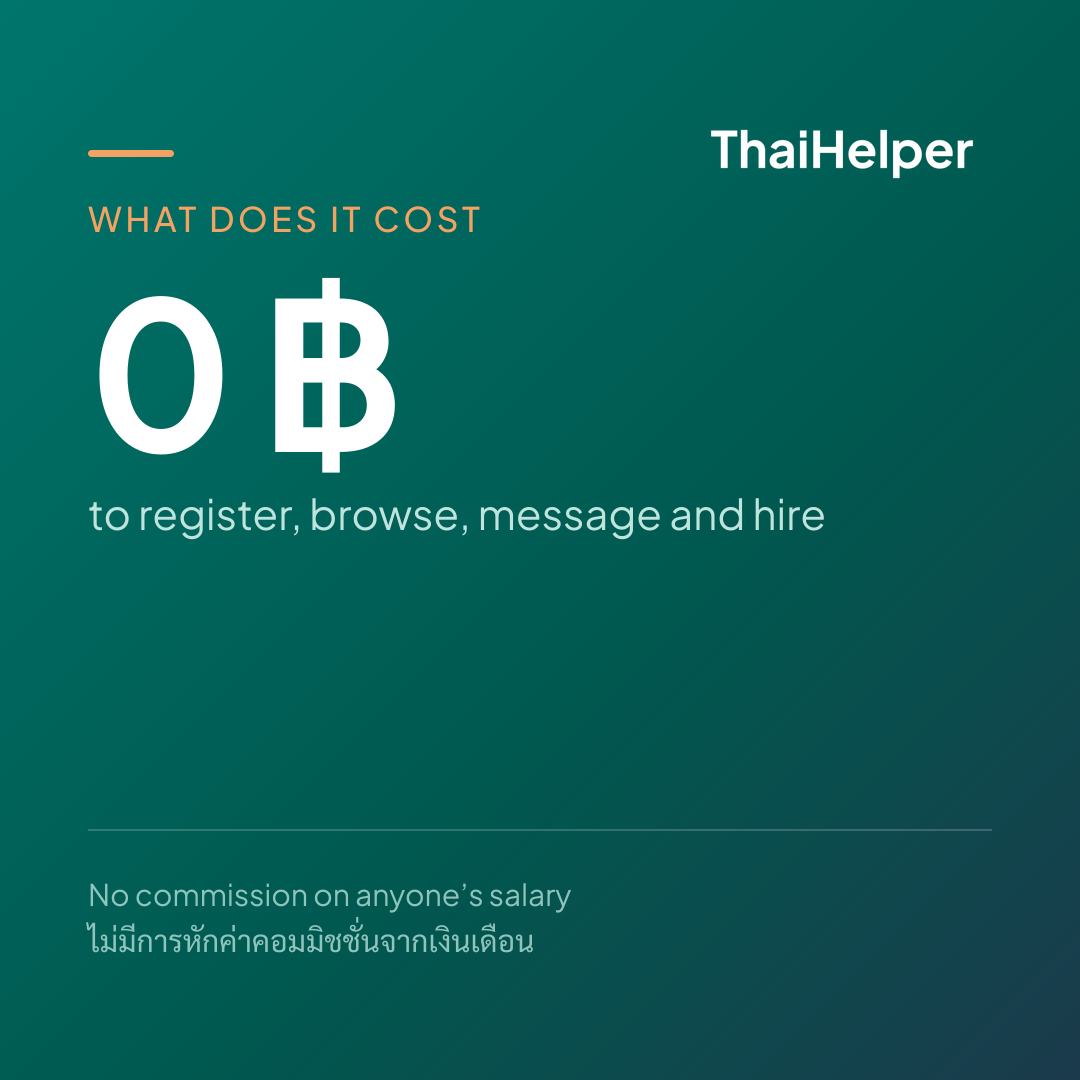 ThaiHelper
WHAT DOES IT COST
0 ฿
to register, browse, message and hire
No commission on anyone’s salary
ไม่มีการหักค่าคอมมิชชั่นจากเงินเดือน